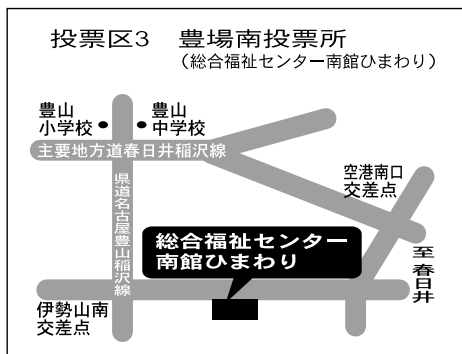 投票区3　豊場南投票所
（総合福祉センター南館ひまわり）
豊山
小学校
豊山
中学校
主要地方道春日井稲沢線
空港南口
交差点
県道名古屋豊山稲沢線
総合福祉センター
南館ひまわり
至春日井
伊勢山南
交差点